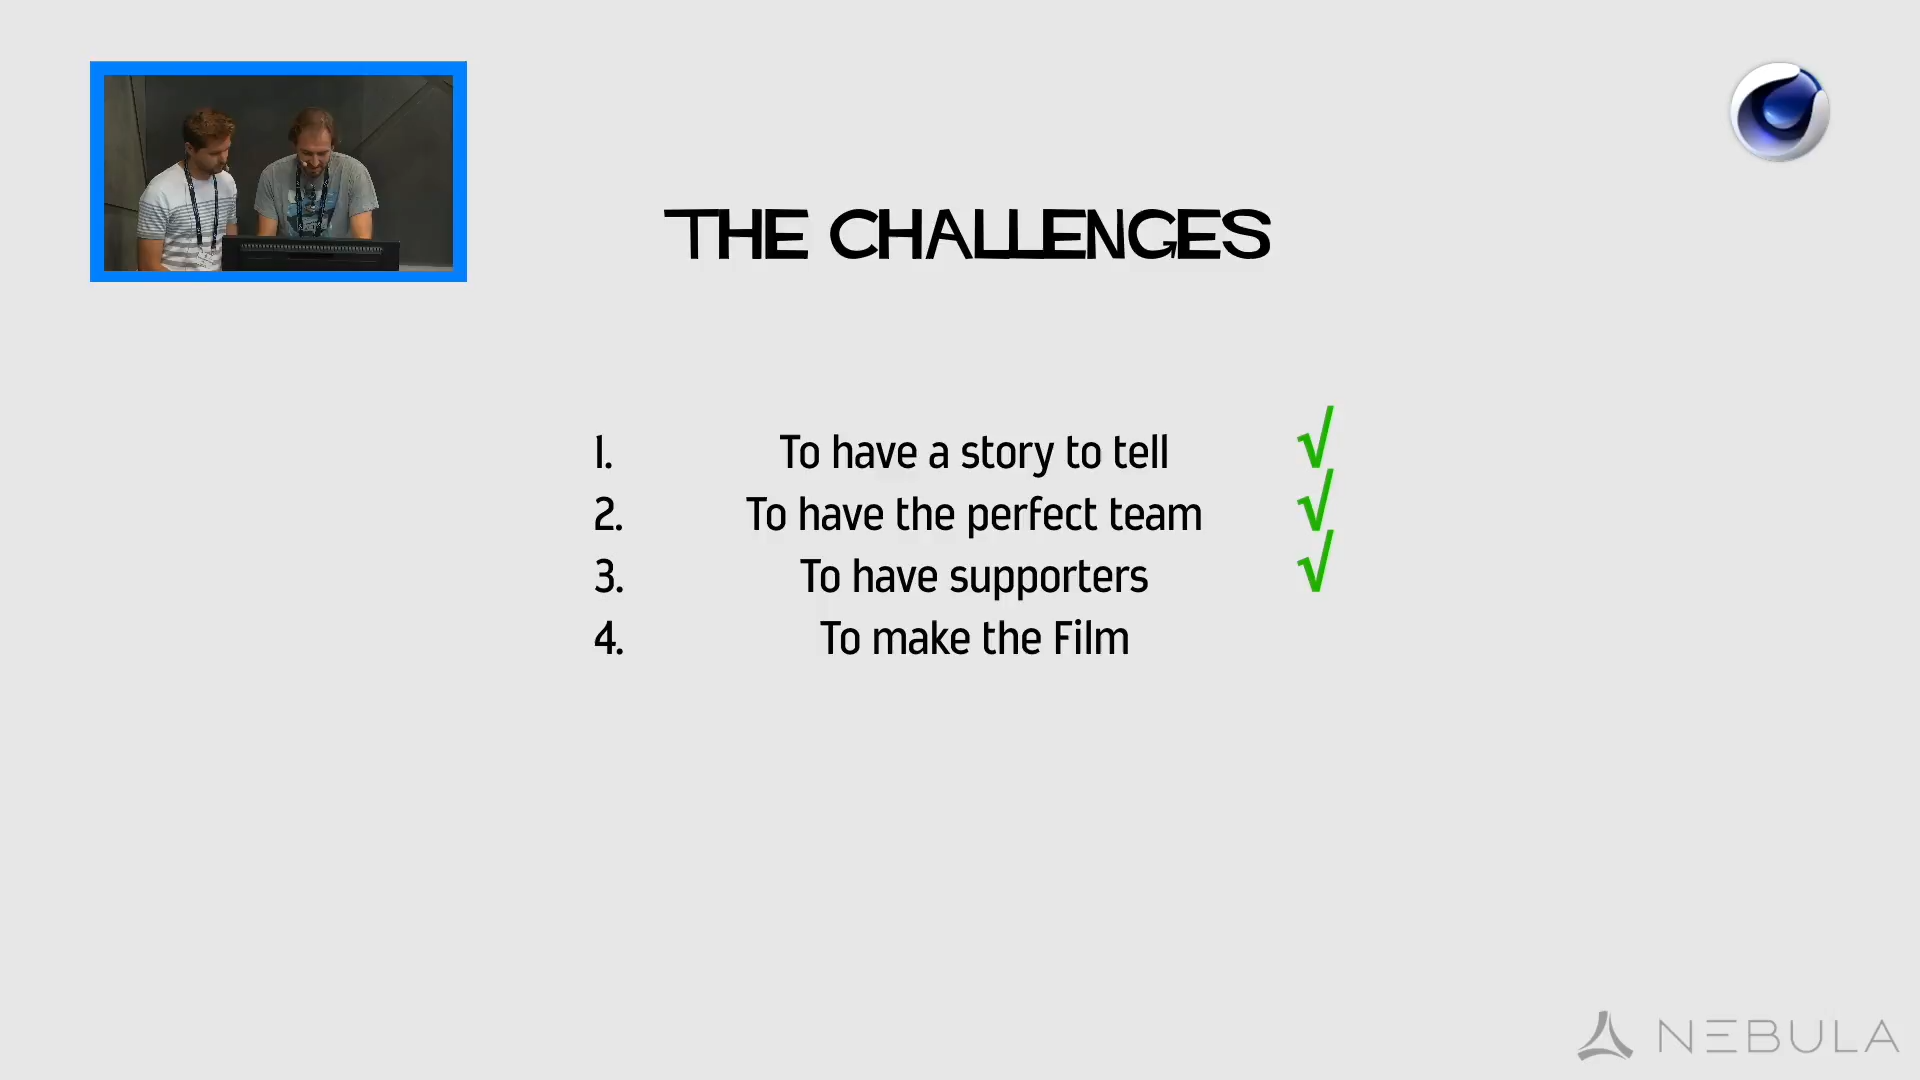 THE CHALLENGES
1. To have a story to tell √
2. To have the perfect team √
3. To have supporters √
4. To make the Film
NEBULA